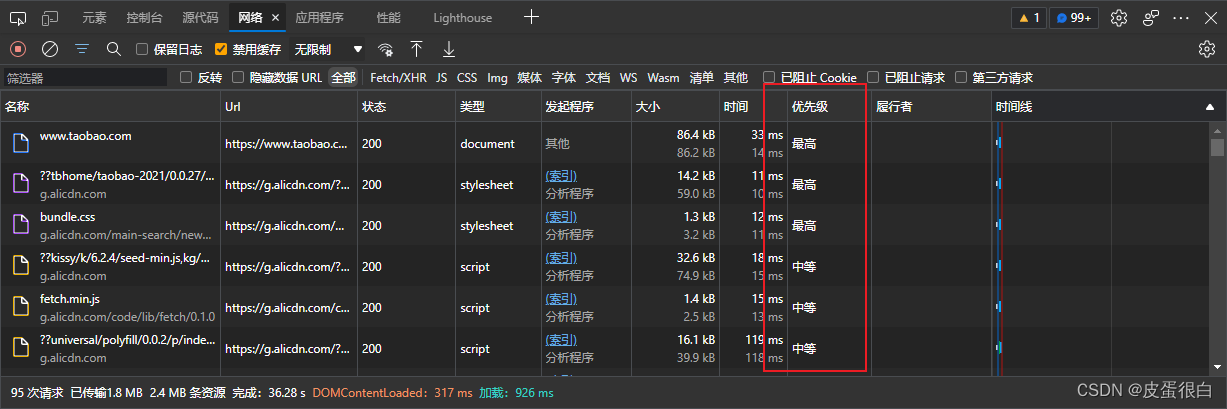 元素 控制台 源代码 网络 × 应用程序 性能 Lighthouse + 1 99+
保留日志 禁用缓存 无限制
筛选器 反转 隐藏数据 URL 全部 Fetch/XHR JS CSS Img 媒体 字体 文档 WS Wasm 清单 其他 已阻止 Cookie 已阻止请求 第三方请求
名称 Url 状态 类型 发起程序 大小 时间 优先级 履行者 时间线
www.taobao.com https://www.taobao.c... 200 document 其他 86.4 kB 33 ms 最高
86.2 kB 14 ms
??tbhome/taobao-2021/0.0.27/... https://g.alicdn.com/?... 200 stylesheet (索引) 14.2 kB 11 ms 最高
g.alicdn.com 分析程序 59.0 kB 10 ms
bundle.css https://g.alicdn.com/... 200 stylesheet (索引) 1.3 kB 12 ms 最高
g.alicdn.com/main-search/new... 分析程序 3.2 kB 11 ms
??kissy/k/6.2.4/seed-min.js,kg/... https://g.alicdn.com/?... 200 script (索引) 32.6 kB 18 ms 中等
g.alicdn.com 分析程序 74.9 kB 15 ms
fetch.min.js https://g.alicdn.com/... 200 script (索引) 1.4 kB 15 ms 中等
g.alicdn.com/code/lib/fetch/0.1.0 分析程序 2.5 kB 13 ms
??universal/polyfill/0.0.2/p/inde... https://g.alicdn.com/?... 200 script (索引) 16.1 kB 119 ms 中等
g.alicdn.com 分析程序 39.9 kB 118 ms
95 次请求 已传输1.8 MB 2.4 MB 条资源 完成：36.28 s DOMContentLoaded：317 ms 加载：926 ms
CSDN @皮蛋很白